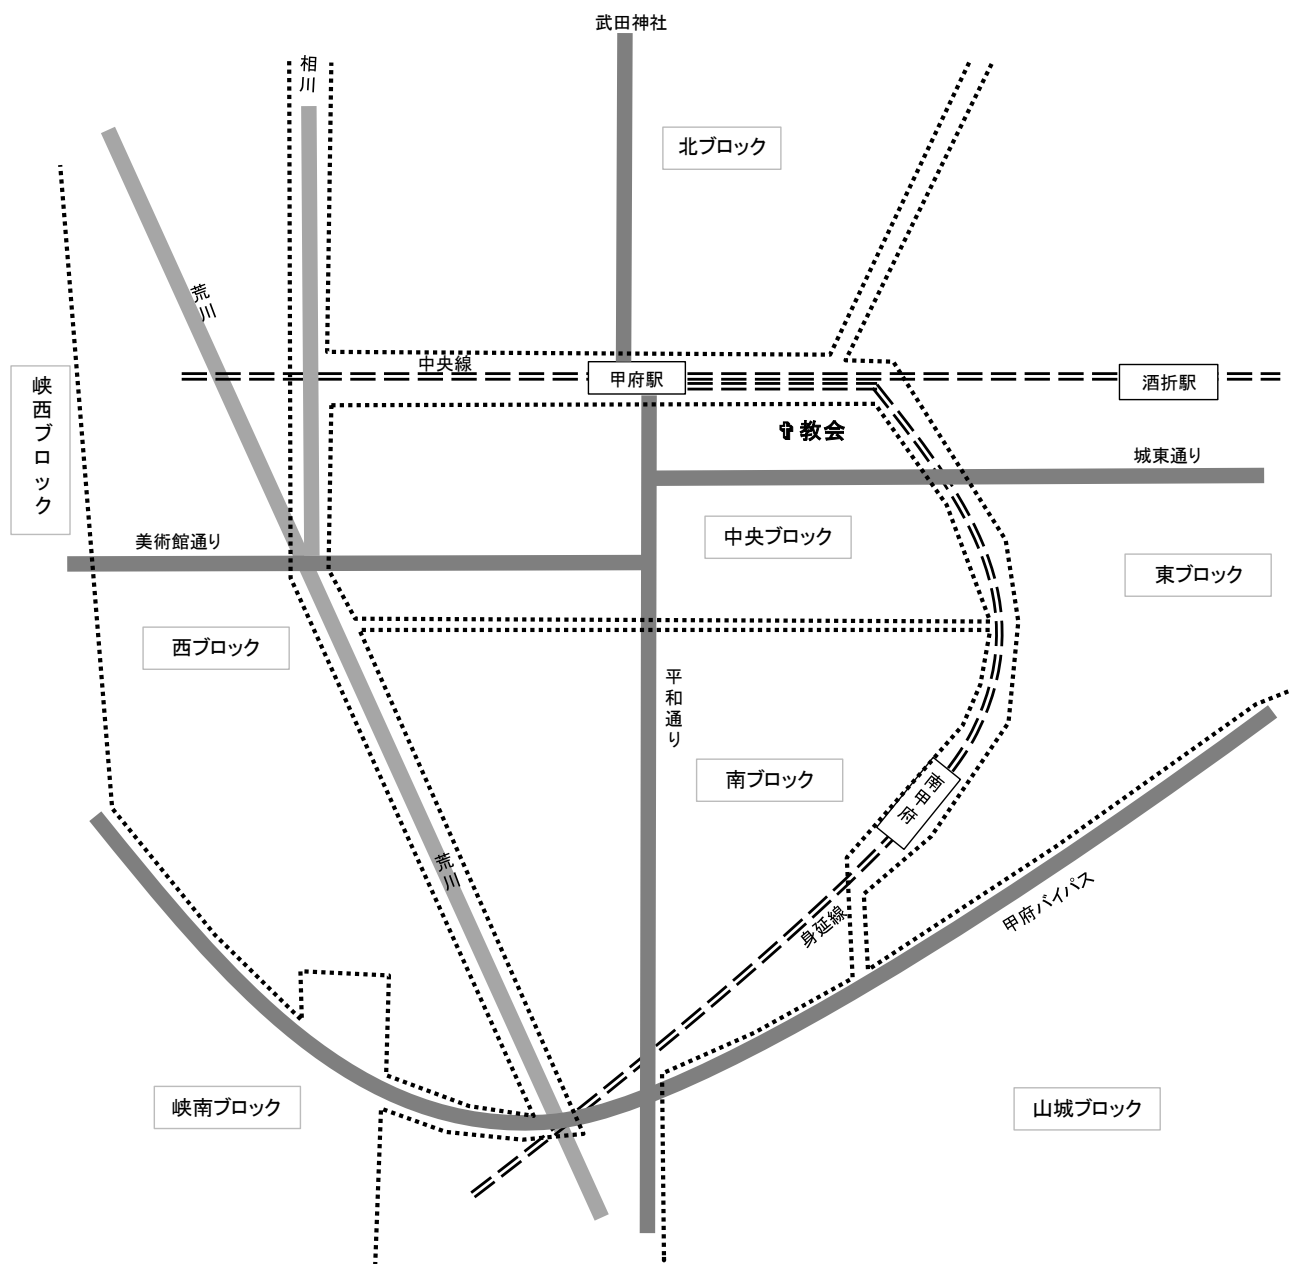 武田神社
相川
北ブロック
荒川
中央線
甲府駅
酒折駅
峡西ブロック
教会
城東通り
美術館通り
中央ブロック
東ブロック
西ブロック
平和通り
南ブロック
南甲府
荒川
身延線
甲府バイパス
峡南ブロック
山城ブロック